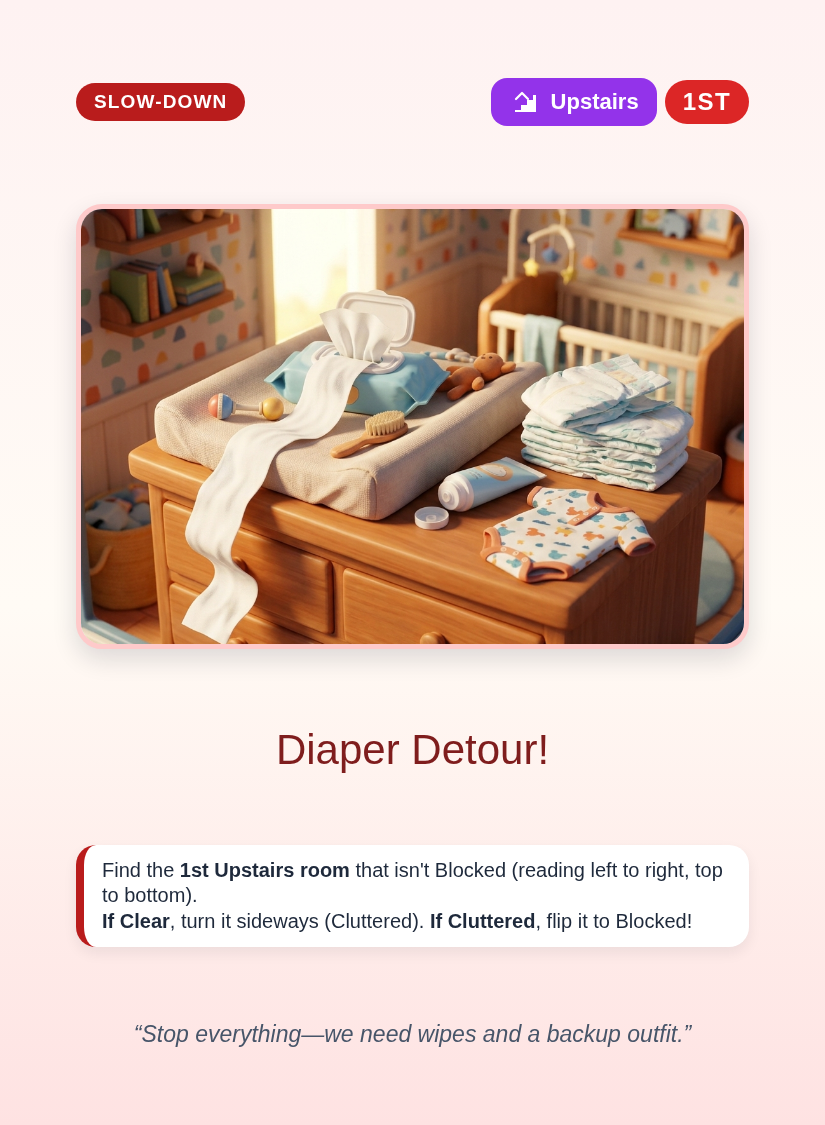 SLOW-DOWN
Upstairs
1ST
Diaper Detour!
Find the 1st Upstairs room that isn't Blocked (reading left to right, top
to bottom).
If Clear, turn it sideways (Cluttered). If Cluttered, flip it to Blocked!
“Stop everything—we need wipes and a backup outfit.”